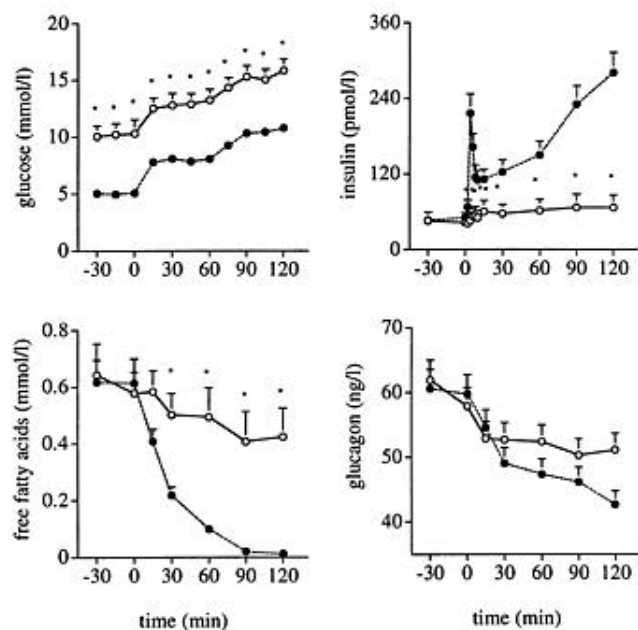 glucose (mmol/l)
20
15
10
5
0
-30 0 30 60 90 120
insulin (pmol/l)
360
240
120
0
-30 0 30 60 90 120
free fatty acids (mmol/l)
0.8
0.6
0.4
0.2
0
-30 0 30 60 90 120
time (min)
glucagon (ng/l)
70
60
50
40
-30 0 30 60 90 120
time (min)